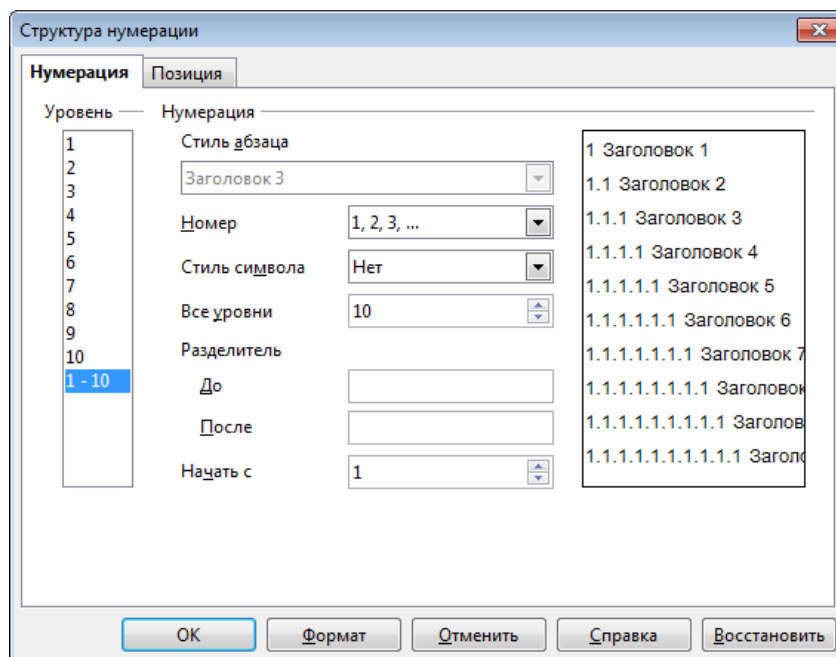 Структура нумерации
Нумерация Позиция
Уровень
1
2
3
4
5
6
7
8
9
10
1 - 10
Нумерация
Стиль абзаца
Заголовок 3
Номер 1, 2, 3, ...
Стиль символа Нет
Все уровни 10
Разделитель
До
После
Начать с 1
1 Заголовок 1
1.1 Заголовок 2
1.1.1 Заголовок 3
1.1.1.1 Заголовок 4
1.1.1.1.1 Заголовок 5
1.1.1.1.1.1 Заголовок 6
1.1.1.1.1.1.1 Заголовок 7
1.1.1.1.1.1.1.1 Заголовок
1.1.1.1.1.1.1.1.1 Заголов
1.1.1.1.1.1.1.1.1.1 Заголо
ОК Формат Отменить Справка Восстановить